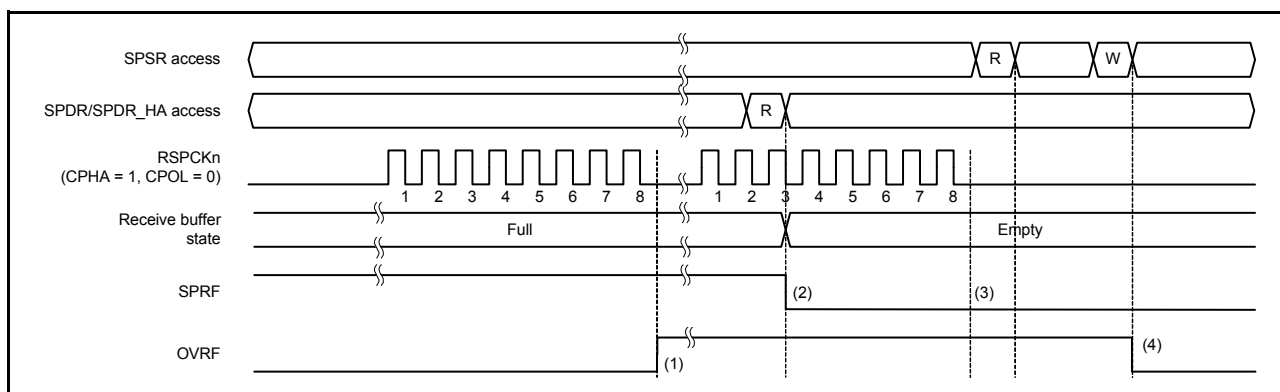 SPSR access
R
W
SPDR/SPDR_HA access
R
RSPCKn
(CPHA = 1, CPOL = 0)
1 2 3 4 5 6 7 8 1 2 3 4 5 6 7 8
Receive buffer
state
Full
Empty
SPRF
(2)
(3)
OVRF
(1)
(4)